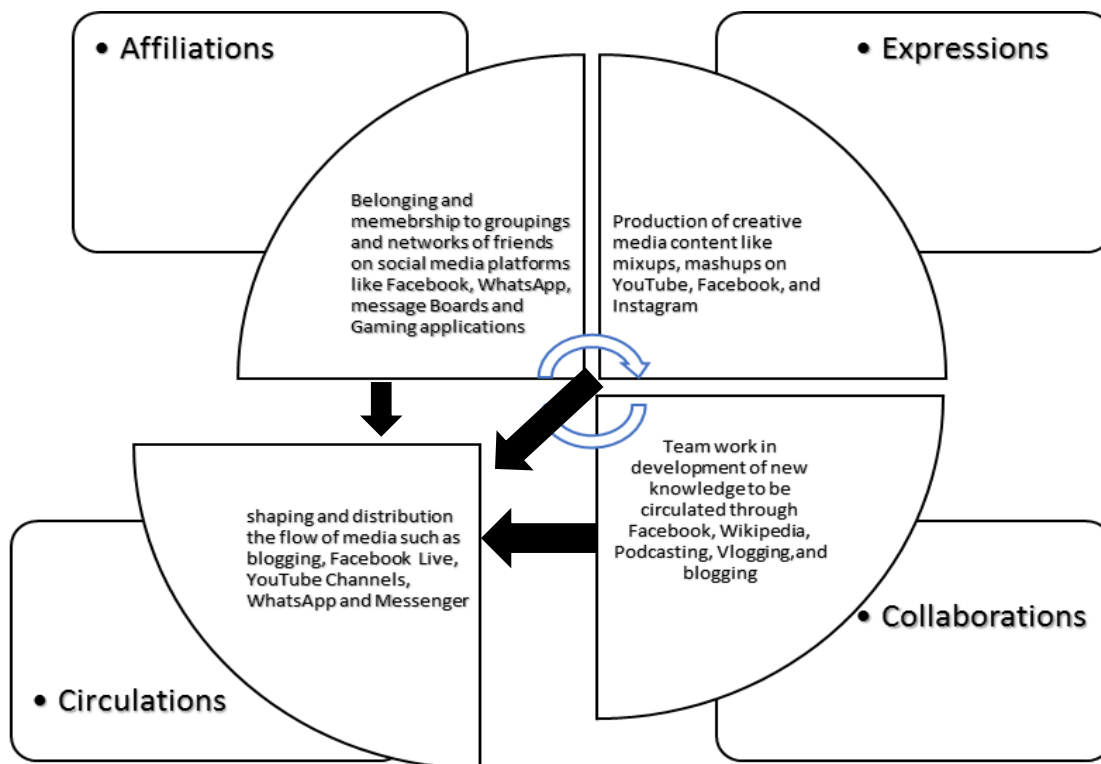 • Affiliations
Belonging and
memebrship to groupings
and networks of friends
on social media platforms
like Facebook, WhatsApp,
message Boards and
Gaming applications
• Expressions
Production of creative
media content like
mixups, mashups on
YouTube, Facebook, and
Instagram
shaping and distribution
the flow of media such as
blogging, Facebook Live,
YouTube Channels,
WhatsApp and Messenger
• Circulations
Team work in
development of new
knowledge to be
circulated through
Facebook, Wikipedia,
Podcasting, Vlogging,and
blogging
• Collaborations